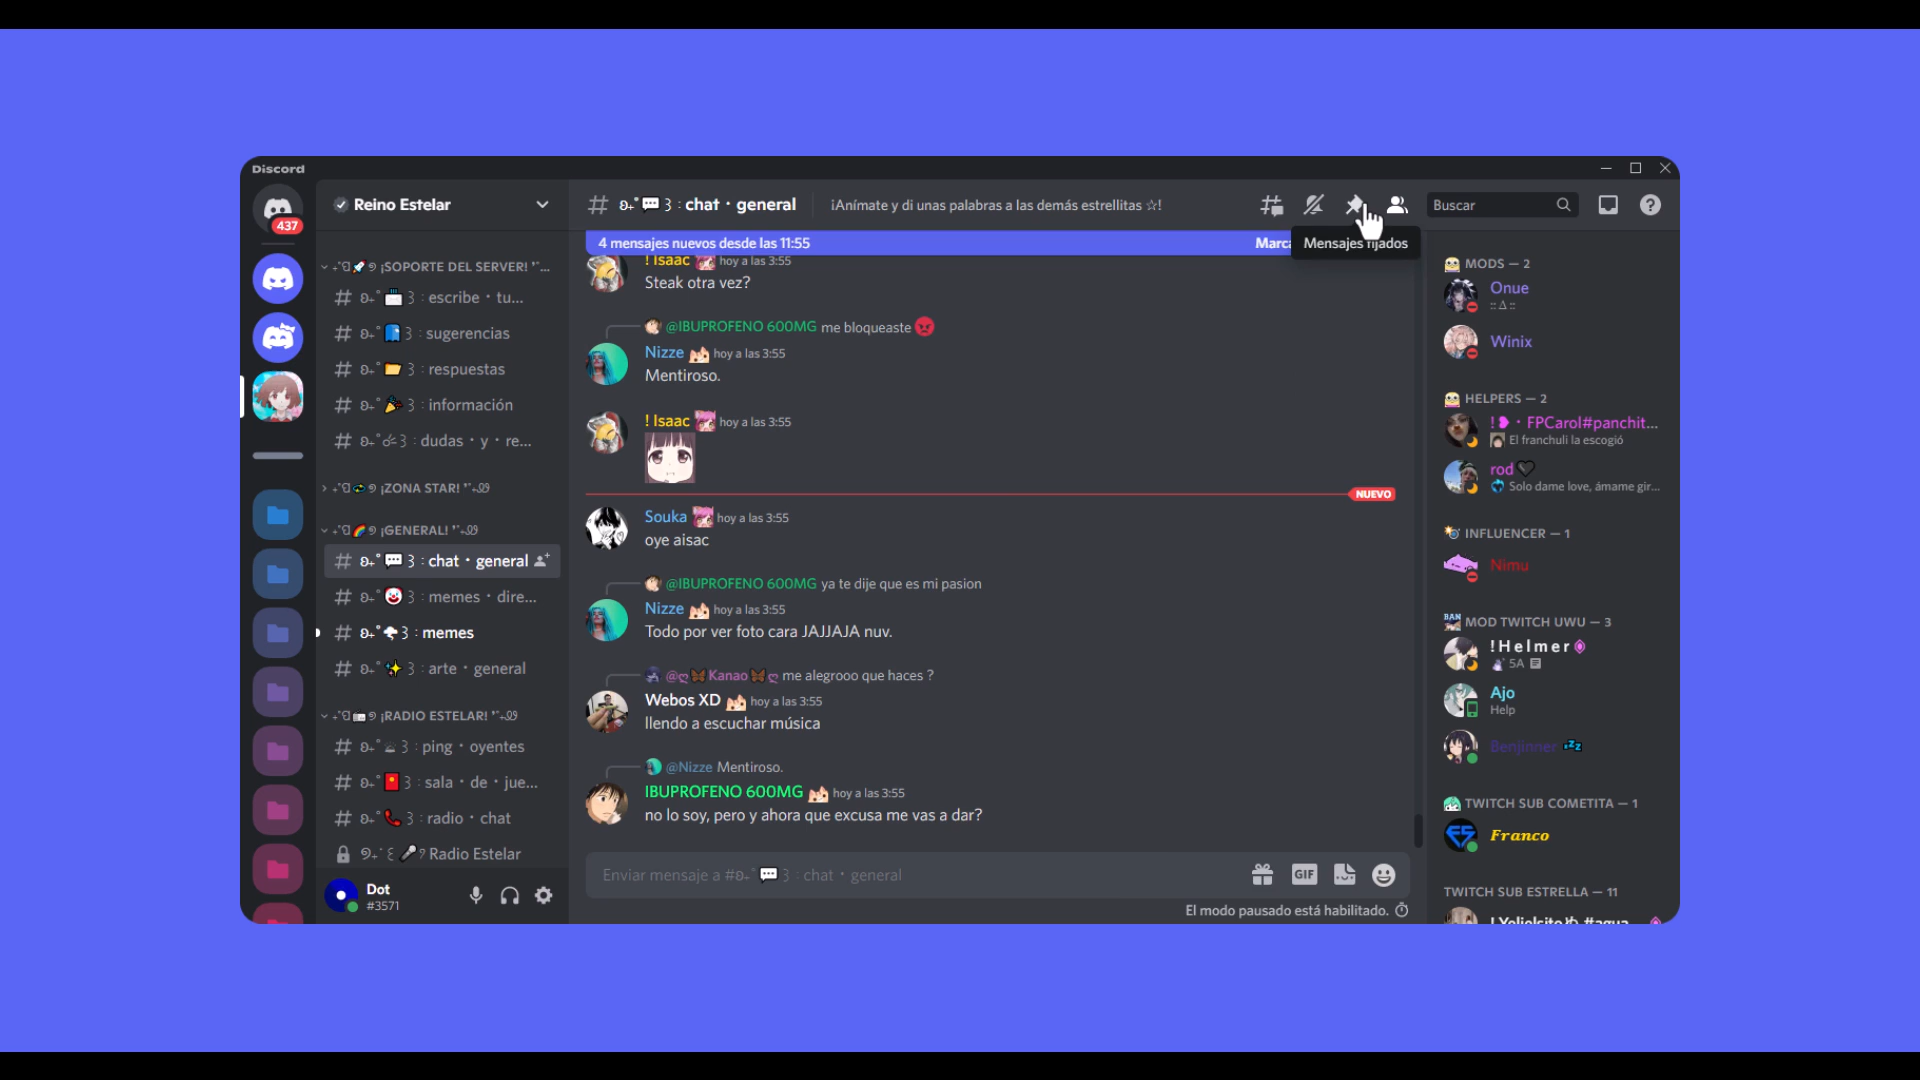 Discord
437
Reino Estelar
¡SOPORTE DEL SERVER! *¨...
escribe・tu...
sugerencias
respuestas
información
dudas・y・re...
¡ZONA STAR!
¡GENERAL!
chat・general
memes・dire...
memes
arte・general
¡RADIO ESTELAR!
ping・oyentes
sala・de・jue...
radio・chat
Radio Estelar
Dot
#3571
chat・general
¡Anímate y di unas palabras a las demás estrellitas ☆!
4 mensajes nuevos desde las 11:55
Marca
Mensajes fijados
! Isaac hoy a las 3:55
Steak otra vez?
@IBUPROFENO 600MG me bloqueaste
Nizze hoy a las 3:55
Mentiroso.
! Isaac hoy a las 3:55
NUEVO
Souka hoy a las 3:55
oye aisac
@IBUPROFENO 600MG ya te dije que es mi pasion
Nizze hoy a las 3:55
Todo por ver foto cara JAJJAJA nuv.
@ღ Kanao ღ me alegrooo que haces ?
Webos XD hoy a las 3:55
llendo a escuchar música
@Nizze Mentiroso.
IBUPROFENO 600MG hoy a las 3:55
no lo soy, pero y ahora que excusa me vas a dar?
Enviar mensaje a # : chat・general
GIF
El modo pausado está habilitado.
Buscar
MODS — 2
Onue
:: Δ ::
Winix
HELPERS — 2
!❥・FPCarol#panchit...
El franchuli la escogió
rod
Solo dame love, ámame gir...
INFLUENCER — 1
Nimu
BAN MOD TWITCH UWU — 3
! H e l m e r
5A
Ajo
Help
Benjinner
TWITCH SUB COMETITA — 1
Franco
TWITCH SUB ESTRELLA — 11